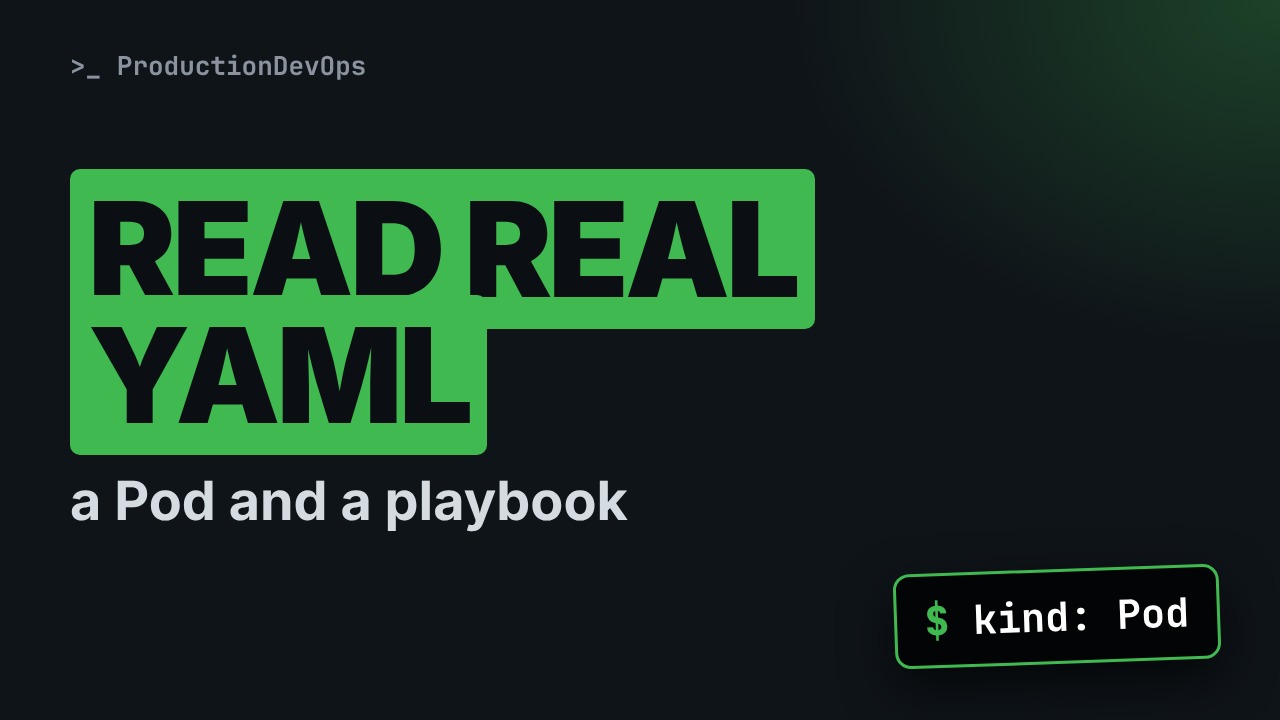 >_ ProductionDevOps
READ REAL
YAML
a Pod and a playbook
$ kind: Pod